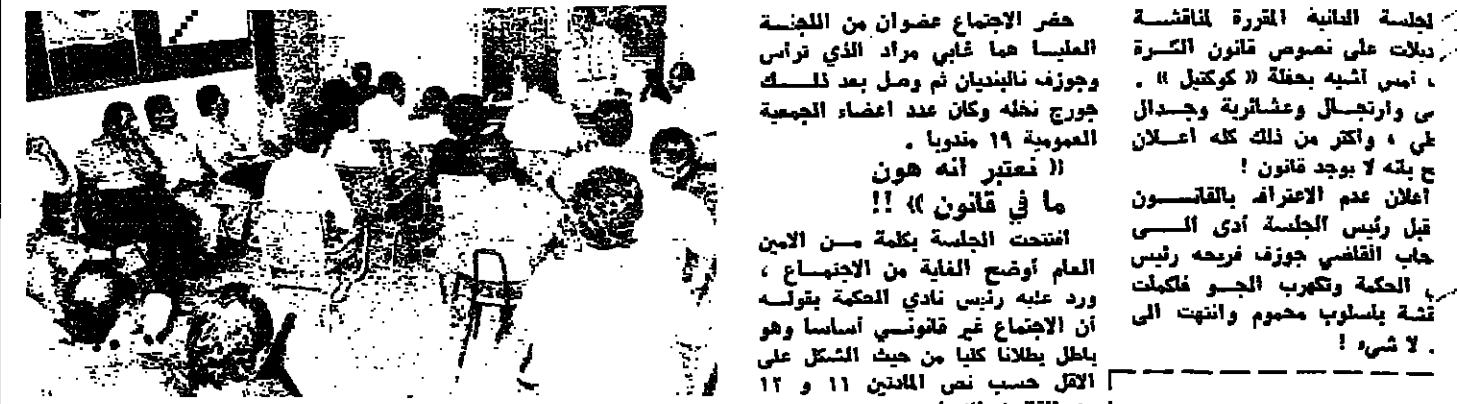 لجلسة الثانية المقررة لمناقشة
ديلات على نصوص قانون الكرة
، أمس أشبه بحفلة « كوكتيل » .
ى وارتجال وعشائرية وجدال
طي ، وأكثر من ذلك كله اعلان
ح بانه لا يوجد قانون !
أعلان عدم الاعتراف بالقانون
قبل رئيس الجلسة أدى الى
حاب القاضي جوزف فريحه رئيس
الحكمة وتكهرب الجو فاكملت
قشة باسلوب محموم وانتهت الى
. لا شيء !
حضر الاجتماع عضوان من اللجنة
العليا هما غابي مراد الذي ترأس
وجوزف نالبنديان ثم وصل بعد ذلك
جورج نخله وكان عدد اعضاء الجمعية
العمومية ١٩ مندوبا .
« نعتبر أنه هون
ما في قانون » !!
افتتحت الجلسة بكلمة من الامين
العام أوضح الغاية من الاجتماع ،
ورد عليه رئيس نادي الحكمة بقوله
أن الاجتماع غير قانوني أساسا وهو
باطل بطلانا كليا من حيث الشكل على
الاقل حسب نص المادتين ١١ و ١٢